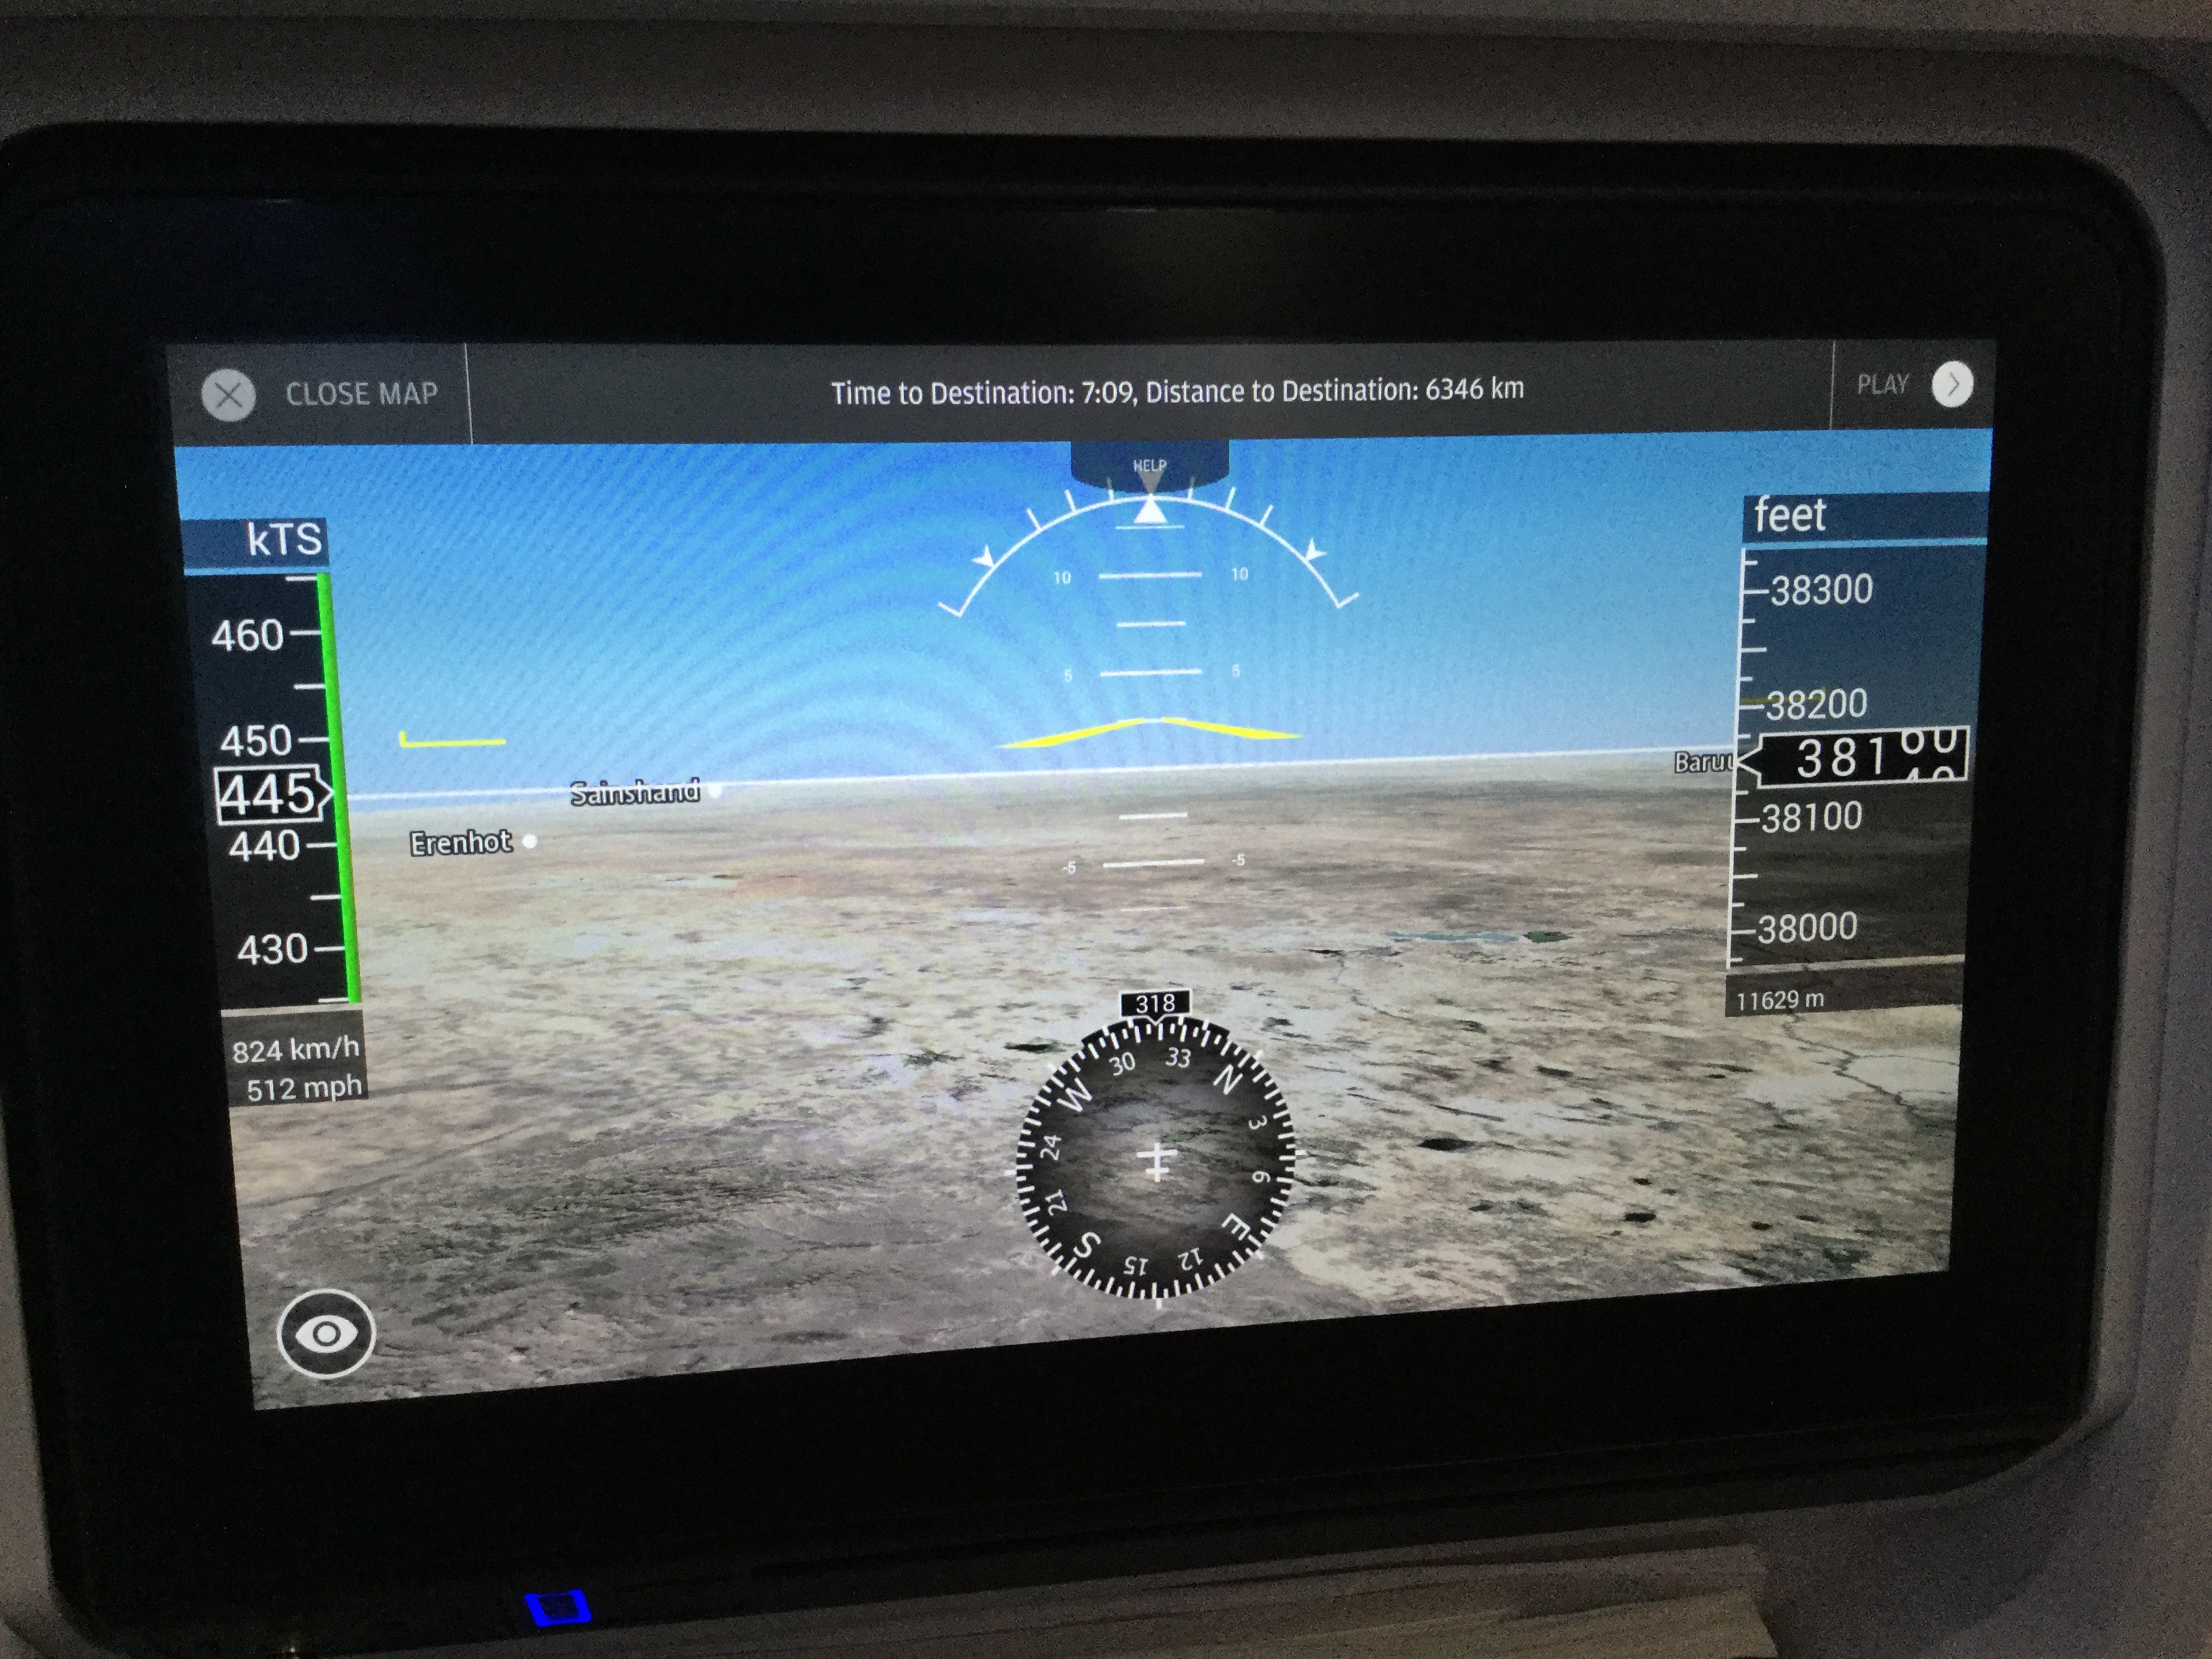 CLOSE MAP
Time to Destination: 7:09, Distance to Destination: 6346 km
PLAY
HELP
kTS
460
450
445
440
430
824 km/h
512 mph
10 10
5 5
-5 -5
Sainshand
Erenhot
feet
38300
38200
381
38100
38000
11629 m
318
30 33 N 3 6 E 12 15 S 21 24 W